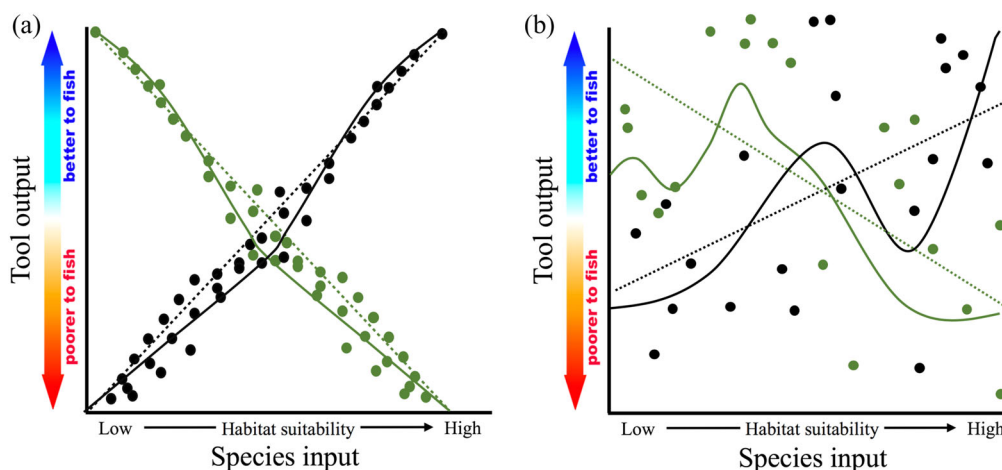 (a)
Tool output
better to fish
poorer to fish
Low
Habitat suitability
High
Species input
(b)
Tool output
better to fish
poorer to fish
Low
Habitat suitability
High
Species input